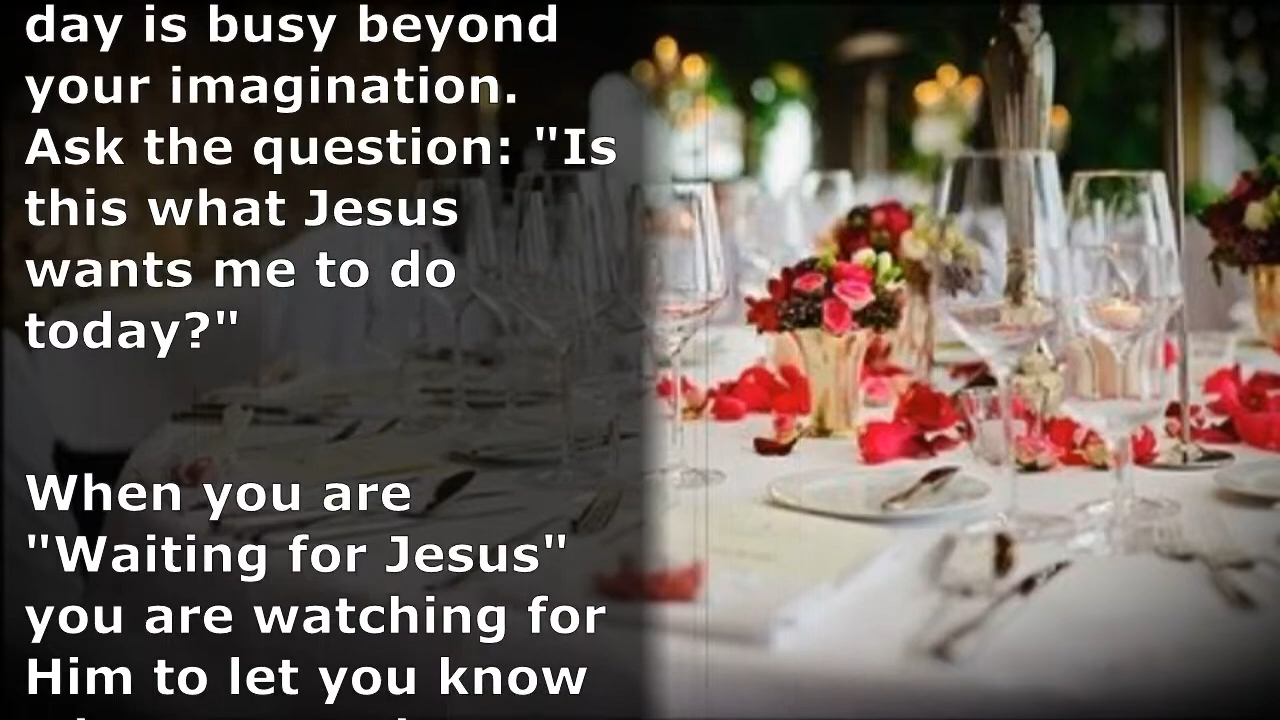 day is busy beyond
your imagination.
Ask the question: "Is
this what Jesus
wants me to do
today?"
When you are
"Waiting for Jesus"
you are watching for
Him to let you know